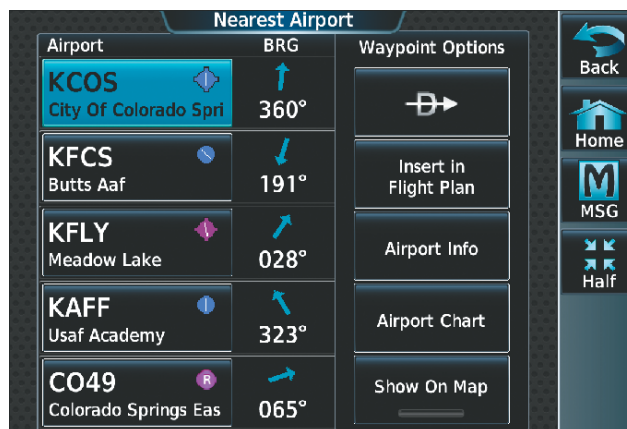 Nearest Airport
Airport BRG
KCOS
City Of Colorado Spri
360°
KFCS
Butts Aaf
191°
KFLY
Meadow Lake
028°
KAFF
Usaf Academy
323°
CO49
R
Colorado Springs Eas
065°
Waypoint Options
D
Insert in
Flight Plan
Airport Info
Airport Chart
Show On Map
Back
Home
M
MSG
Half